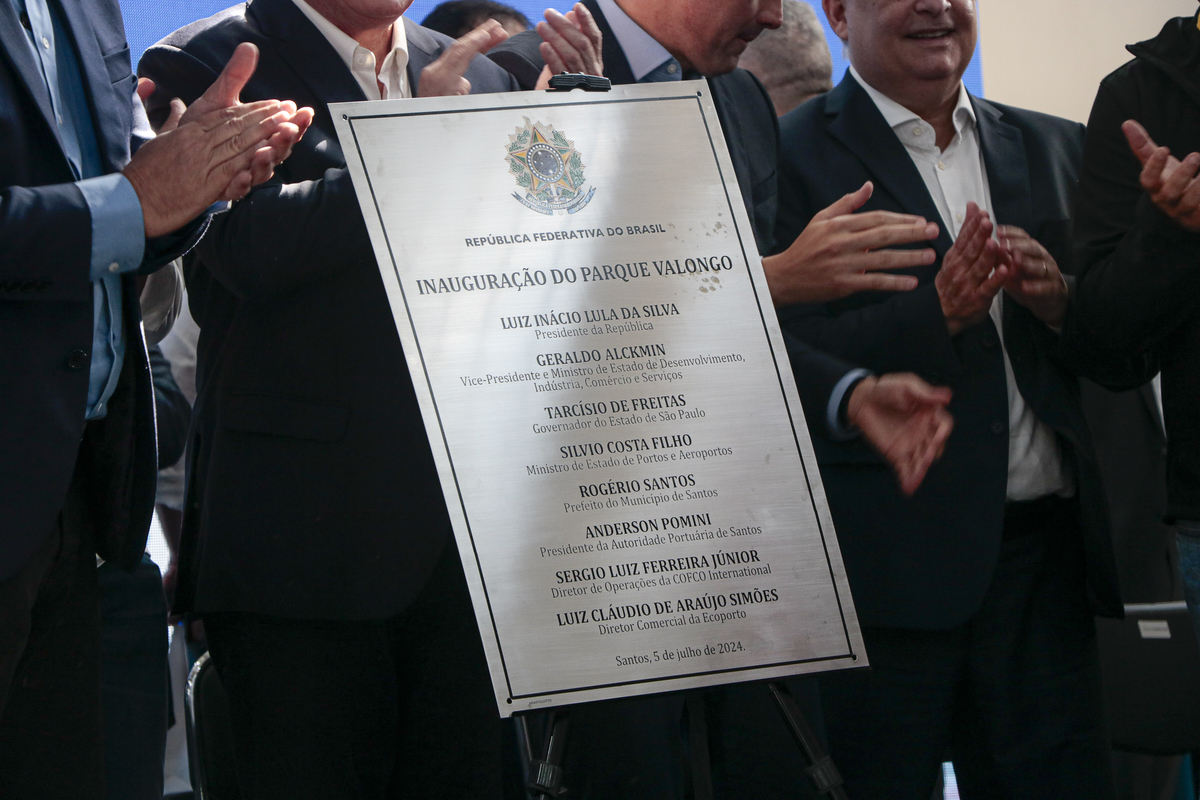 REPÚBLICA FEDERATIVA DO BRASIL
INAUGURAÇÃO DO PARQUE VALONGO
LUIZ INÁCIO LULA DA SILVA
Presidente da República
GERALDO ALCKMIN
Vice-Presidente e Ministro de Estado de Desenvolvimento,
Indústria, Comércio e Serviços
TARCÍSIO DE FREITAS
Governador do Estado de São Paulo
SILVIO COSTA FILHO
Ministro de Estado de Portos e Aeroportos
ROGÉRIO SANTOS
Prefeito do Município de Santos
ANDERSON POMINI
Presidente da Autoridade Portuária de Santos
SERGIO LUIZ FERREIRA JÚNIOR
Diretor de Operações da COFCO International
LUIZ CLÁUDIO DE ARAÚJO SIMÕES
Diretor Comercial da Ecoporto
Santos, 5 de julho de 2024.